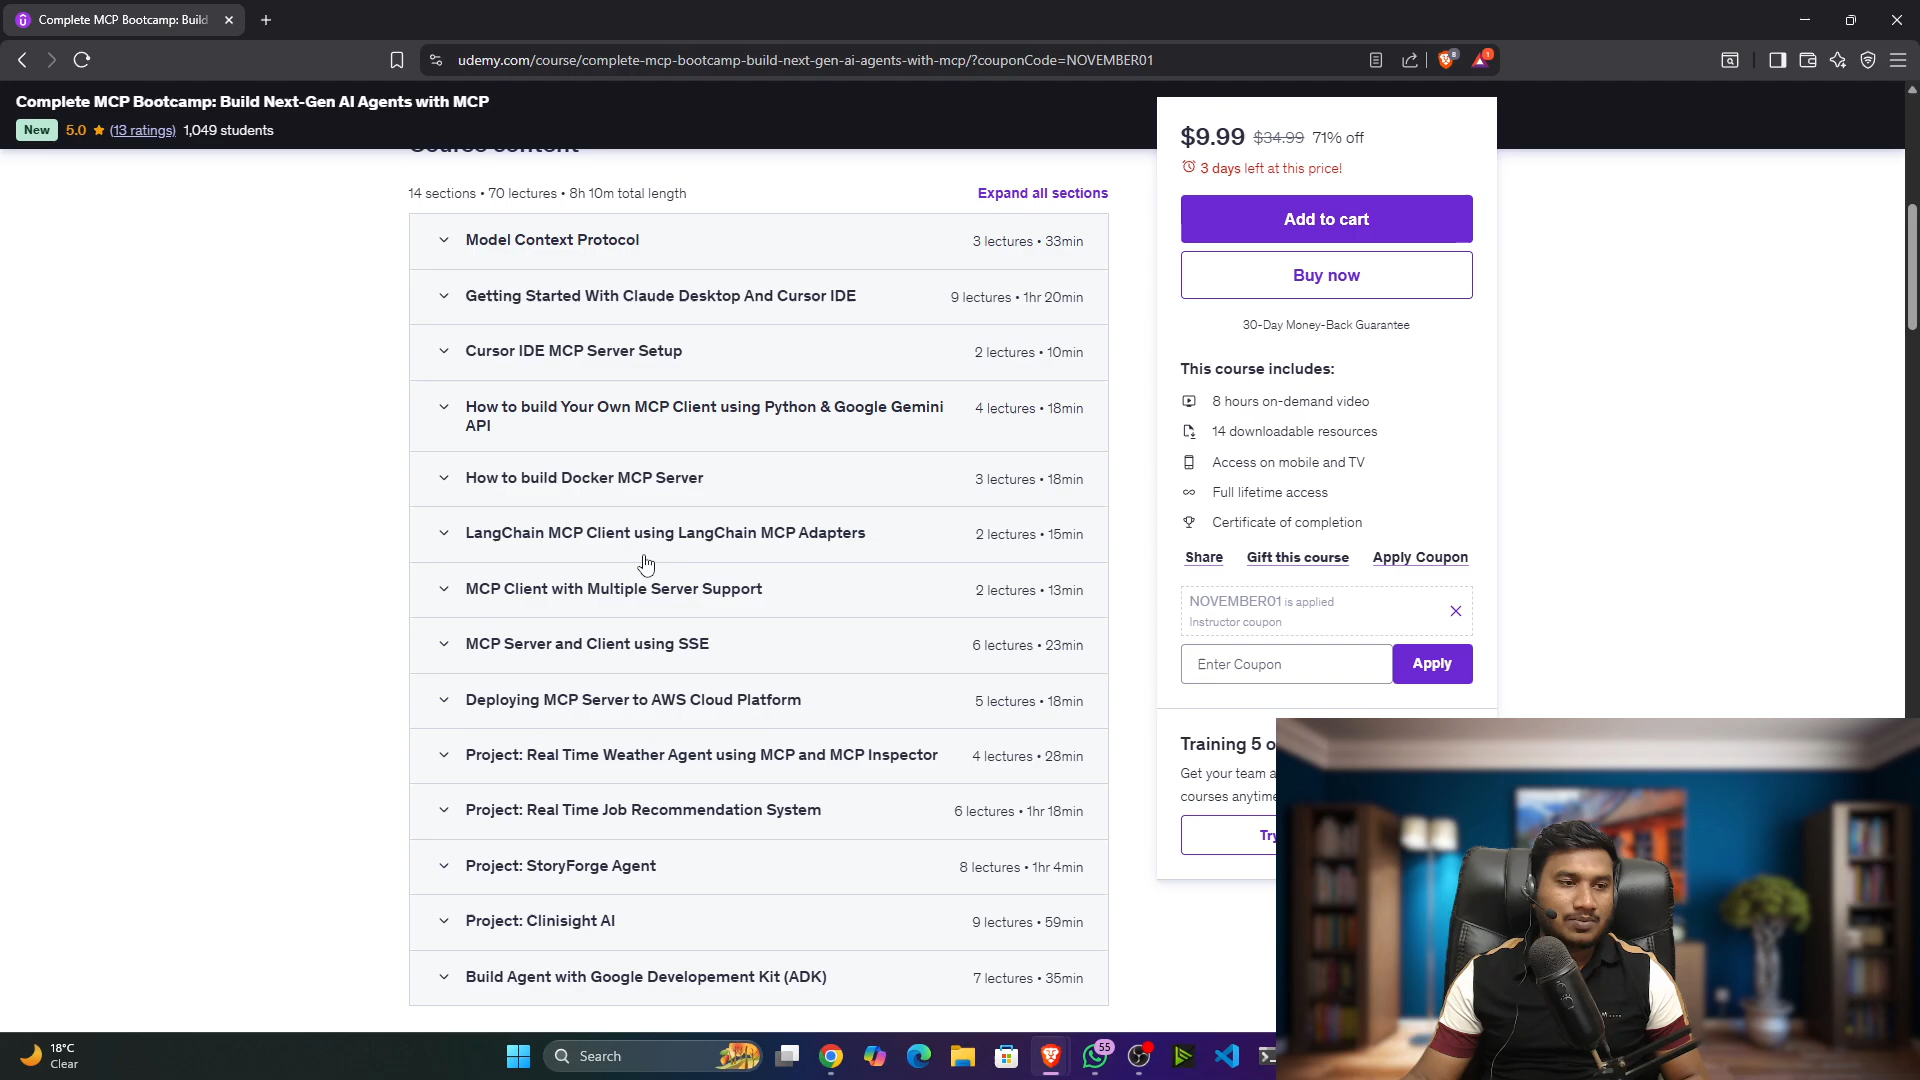 Complete MCP Bootcamp: Build
udemy.com/course/complete-mcp-bootcamp-build-next-gen-ai-agents-with-mcp/?couponCode=NOVEMBER01
8
1
Complete MCP Bootcamp: Build Next-Gen AI Agents with MCP
New 5.0 (13 ratings) 1,049 students
Course content
14 sections • 70 lectures • 8h 10m total length
Expand all sections
Model Context Protocol 3 lectures • 33min
Getting Started With Claude Desktop And Cursor IDE 9 lectures • 1hr 20min
Cursor IDE MCP Server Setup 2 lectures • 10min
How to build Your Own MCP Client using Python & Google Gemini 4 lectures • 18min
API
How to build Docker MCP Server 3 lectures • 18min
LangChain MCP Client using LangChain MCP Adapters 2 lectures • 15min
MCP Client with Multiple Server Support 2 lectures • 13min
MCP Server and Client using SSE 6 lectures • 23min
Deploying MCP Server to AWS Cloud Platform 5 lectures • 18min
Project: Real Time Weather Agent using MCP and MCP Inspector 4 lectures • 28min
Project: Real Time Job Recommendation System 6 lectures • 1hr 18min
Project: StoryForge Agent 8 lectures • 1hr 4min
Project: Clinisight AI 9 lectures • 59min
Build Agent with Google Developement Kit (ADK) 7 lectures • 35min
$9.99 $34.99 71% off
3 days left at this price!
Add to cart
Buy now
30-Day Money-Back Guarantee
This course includes:
8 hours on-demand video
14 downloadable resources
Access on mobile and TV
Full lifetime access
Certificate of completion
Share Gift this course Apply Coupon
NOVEMBER01 is applied
Instructor coupon
Enter Coupon Apply
Training 5 o
Get your team a
courses anytime
Try
18°C
Clear
Search
55